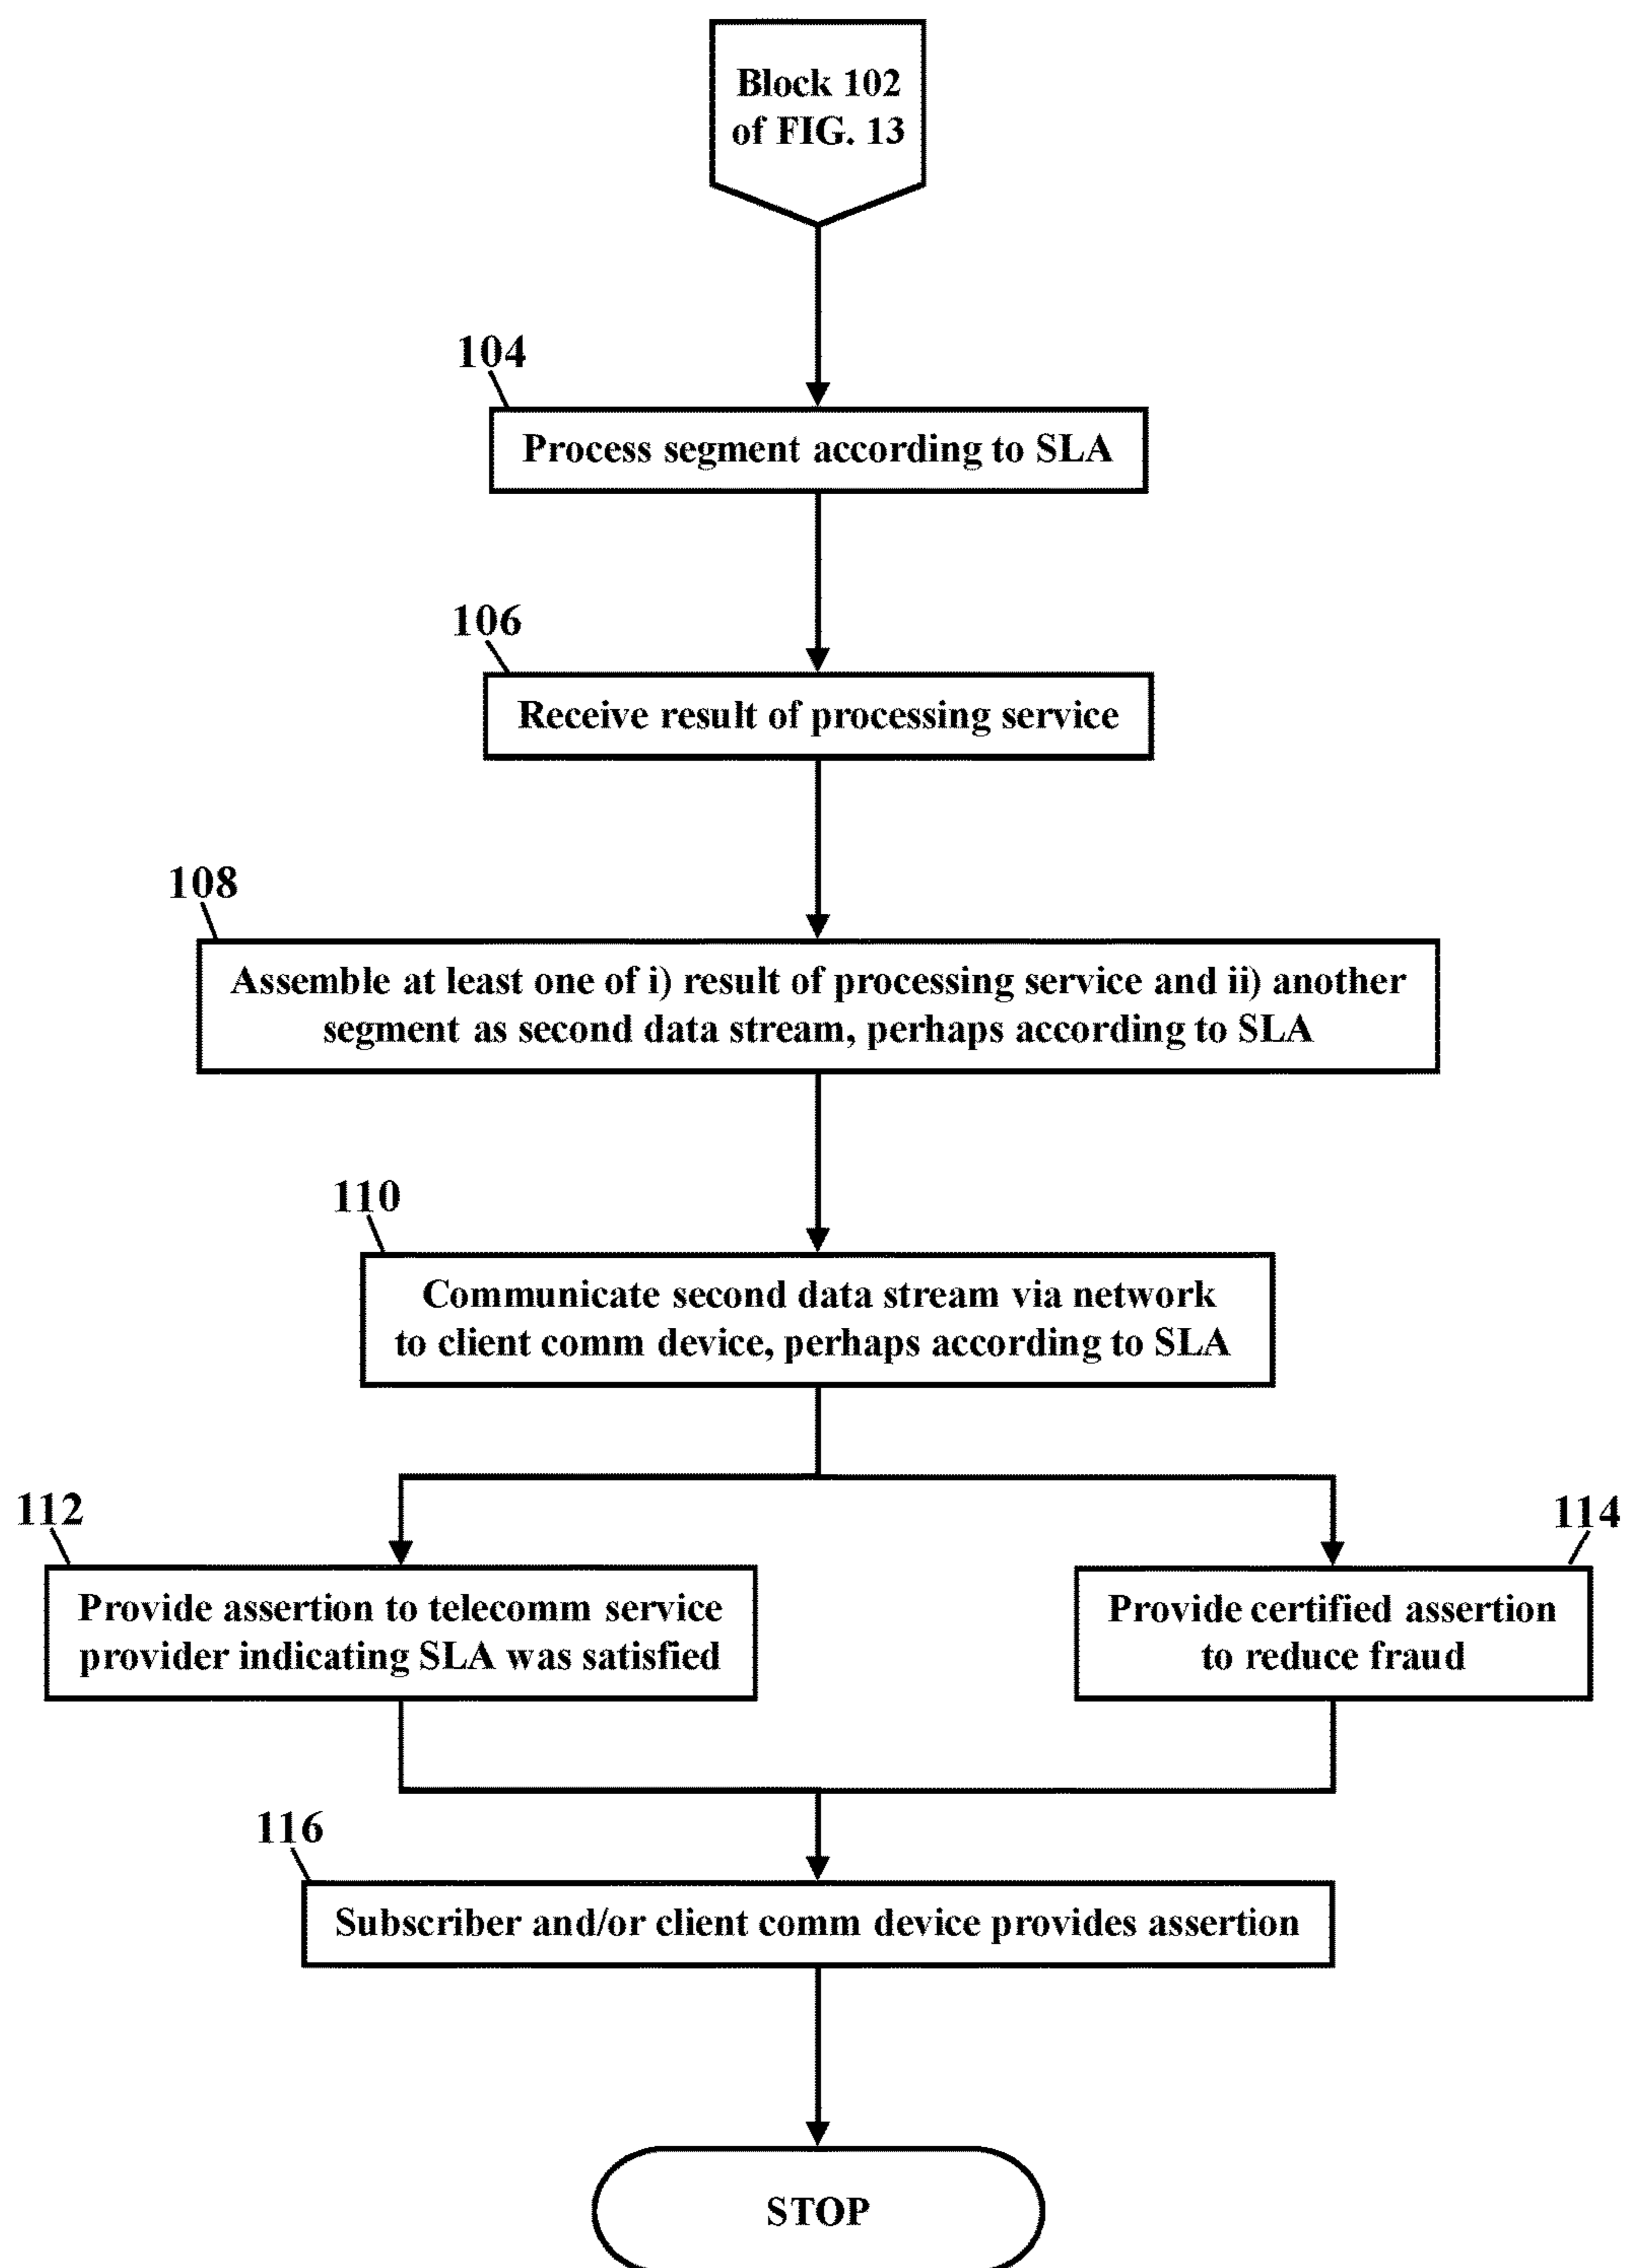 Block 102
of FIG. 13
104
Process segment according to SLA
106
Receive result of processing service
108
Assemble at least one of i) result of processing service and ii) another
segment as second data stream, perhaps according to SLA
110
Communicate second data stream via network
to client comm device, perhaps according to SLA
112
Provide assertion to telecomm service
provider indicating SLA was satisfied
114
Provide certified assertion
to reduce fraud
116
Subscriber and/or client comm device provides assertion
STOP